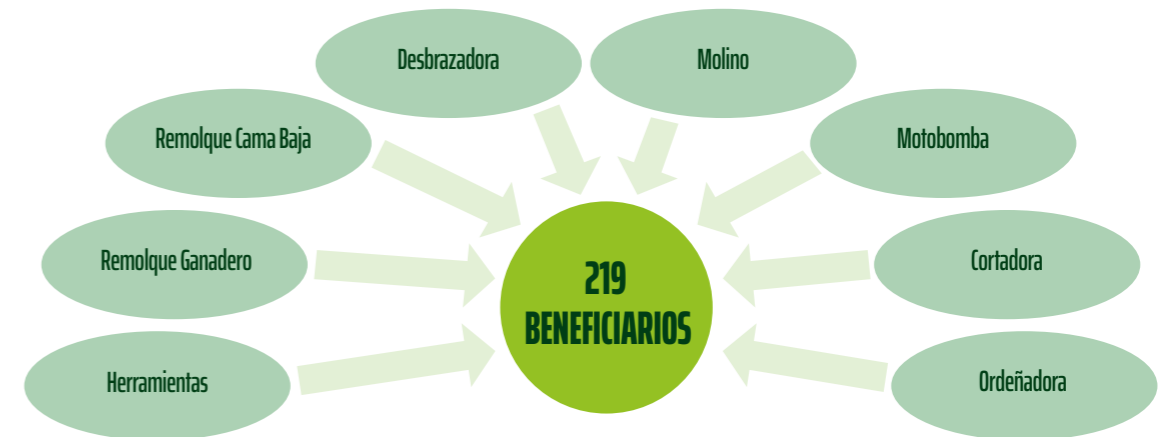 Desbrazadora
Molino
Remolque Cama Baja
Motobomba
Remolque Ganadero
Cortadora
219
BENEFICIARIOS
Herramientas
Ordeñadora